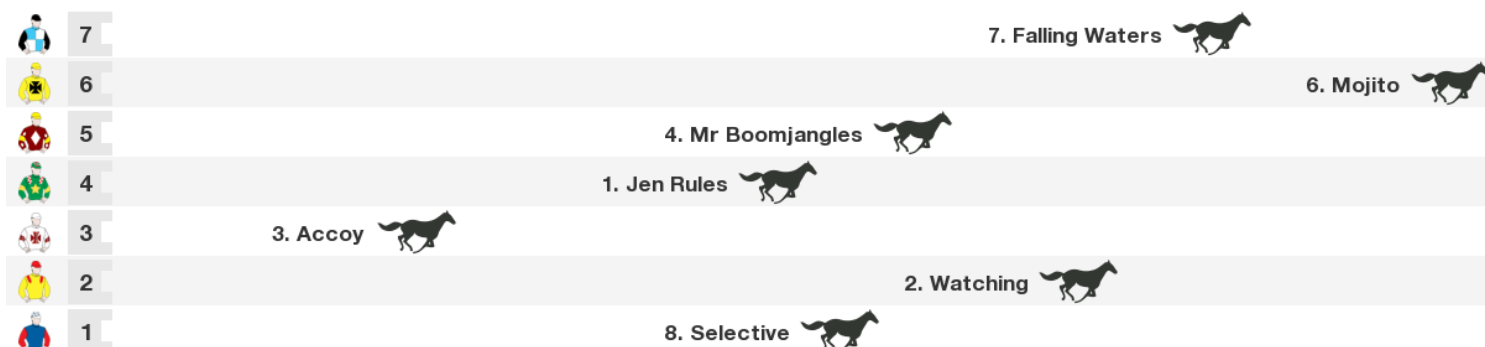 7 7. Falling Waters
6 6. Mojito
5 4. Mr Boomjangles
4 1. Jen Rules
3 3. Accoy
2 2. Watching
1 8. Selective